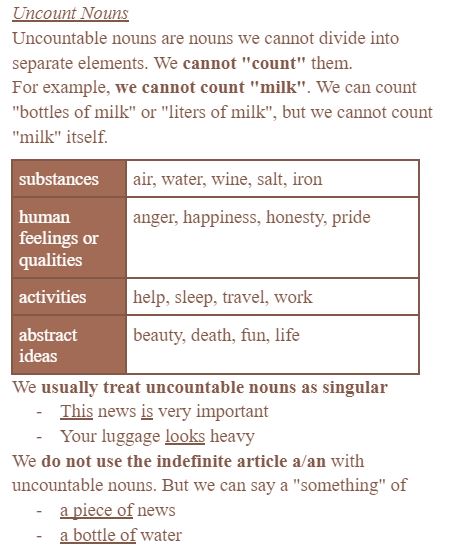 Uncount Nouns
Uncountable nouns are nouns we cannot divide into
separate elements. We cannot "count" them.
For example, we cannot count "milk". We can count
"bottles of milk" or "liters of milk", but we cannot count
"milk" itself.
substances air, water, wine, salt, iron
human anger, happiness, honesty, pride
feelings or
qualities
activities help, sleep, travel, work
abstract beauty, death, fun, life
ideas
We usually treat uncountable nouns as singular
- This news is very important
- Your luggage looks heavy
We do not use the indefinite article a/an with
uncountable nouns. But we can say a "something" of
- a piece of news
- a bottle of water